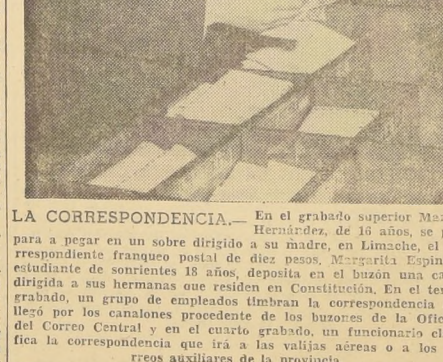 LA CORRESPONDENCIA.— En el grabado superior
Hernández, de 16 años, se
para a pegar en un sobre dirigido a su madre, en Limache, el
rrespondiente franqueo postal de diez pesos. Margarita Espin
estudiante de sonrientes 18 años, deposita en el buzón una ca
dirigida a sus hermanas que residen en Constitución. En el ter
grabado, un grupo de empleados timbran la correspondencia
llegó por los canalones procedente de los buzones de la Ofic
del Correo Central y en el cuarto grabado, un funcionario cl
fica la correspondencia que irá a las valijas aéreas o a los
rreos auxiliares de la provincia.